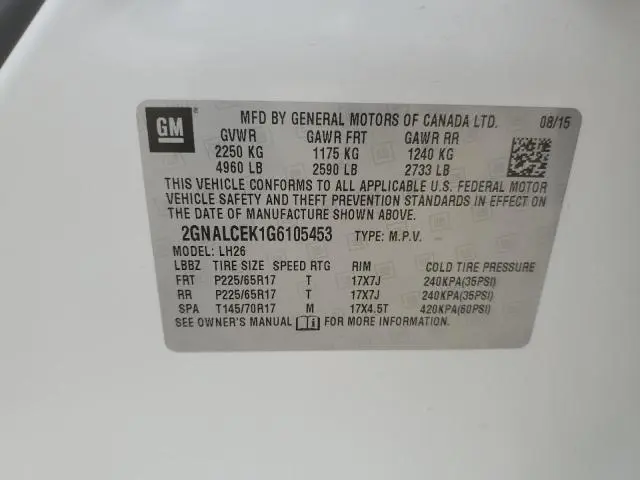 GM
MFD BY GENERAL MOTORS OF CANADA LTD. 08/15
GVWR GAWR FRT GAWR RR
2250 KG 1175 KG 1240 KG
4960 LB 2590 LB 2733 LB
THIS VEHICLE CONFORMS TO ALL APPLICABLE U.S. FEDERAL MOTOR
VEHICLE SAFETY AND THEFT PREVENTION STANDARDS IN EFFECT ON
THE DATE OF MANUFACTURE SHOWN ABOVE.
2GNALCEK1G6105453 TYPE: M.P.V.
MODEL: LH26
LBBZ TIRE SIZE SPEED RTG RIM COLD TIRE PRESSURE
FRT P225/65R17 T 17X7J 240KPA(35PSI)
RR P225/65R17 T 17X7J 240KPA(35PSI)
SPA T145/70R17 M 17X4.5T 420KPA(60PSI)
SEE OWNER'S MANUAL FOR MORE INFORMATION.